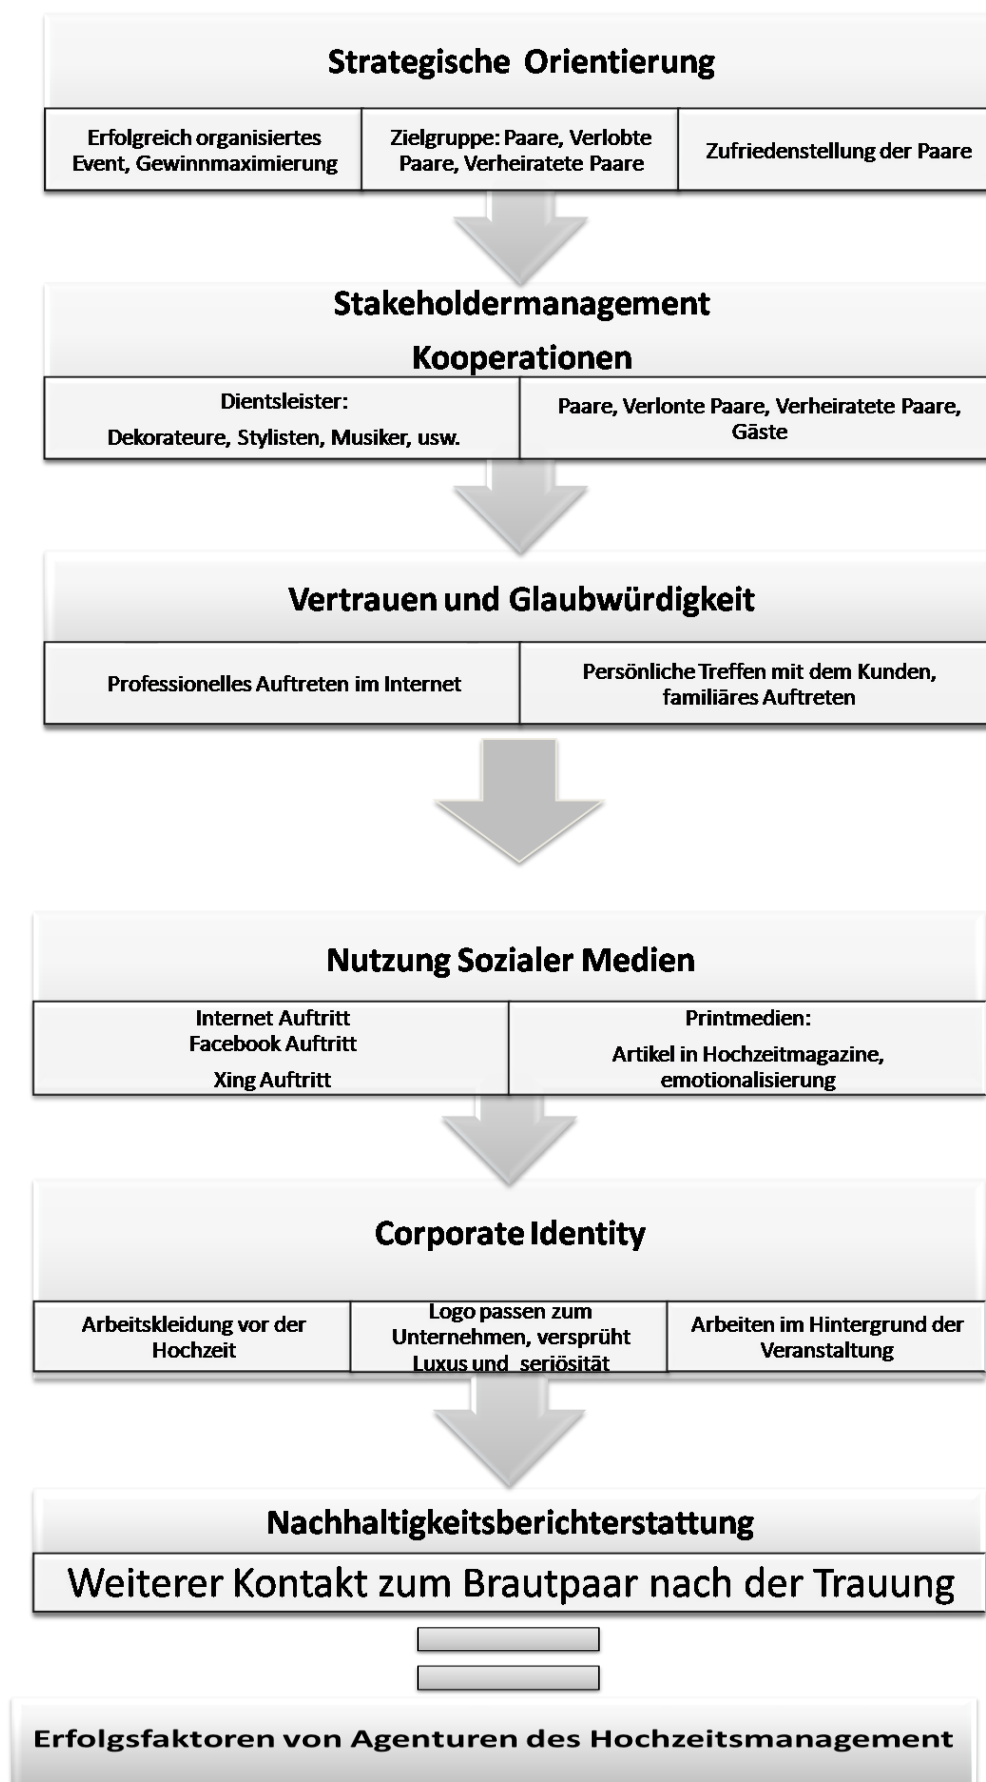 Strategische Orientierung
Erfolgreich organisiertes
Event, Gewinnmaximierung
Zielgruppe: Paare, Verlobte
Paare, Verheiratete Paare
Zufriedenstellung der Paare
Stakeholdermanagement
Kooperationen
Dientsleister:
Dekorateure, Stylisten, Musiker, usw.
Paare, Verlonte Paare, Verheiratete Paare,
Gäste
Vertrauen und Glaubwürdigkeit
Professionelles Auftreten im Internet
Persönliche Treffen mit dem Kunden,
familiäres Auftreten
Nutzung Sozialer Medien
Internet Auftritt
Facebook Auftritt
Xing Auftritt
Printmedien:
Artikel in Hochzeitmagazine,
emotionalisierung
Corporate Identity
Arbeitskleidung vor der
Hochzeit
Logo passen zum
Unternehmen, versprüht
Luxus und seriösität
Arbeiten im Hintergrund der
Veranstaltung
Nachhaltigkeitsberichterstattung
Weiterer Kontakt zum Brautpaar nach der Trauung
Erfolgsfaktoren von Agenturen des Hochzeitsmanagement